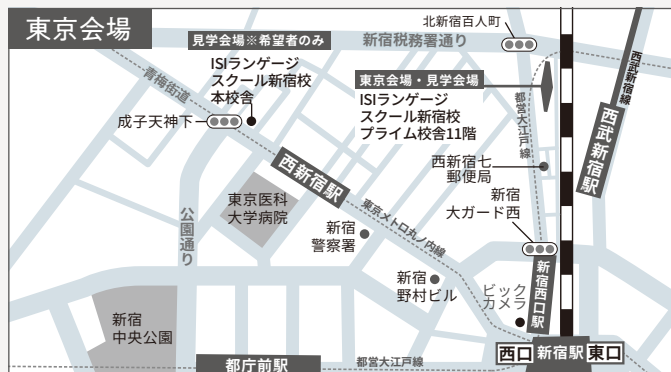 東京会場
見学会場※希望者のみ
新宿税務署通り
北新宿百人町
ISIランゲージ
スクール新宿校
本校舎
青梅街道
成子天神下
東京会場・見学会場
ISIランゲージ
スクール新宿校
プライム校舎11階
都営大江戸線
西武新宿線
西武新宿駅
西新宿駅
西新宿七
郵便局
東京医科
大学病院
東京メトロ丸ノ内線
新宿
大ガード西
公園通り
新宿
警察署
新宿
野村ビル
ビック
カメラ
新宿西口駅
新宿
中央公園
西口
新宿駅
東口
都庁前駅
都営大江戸線